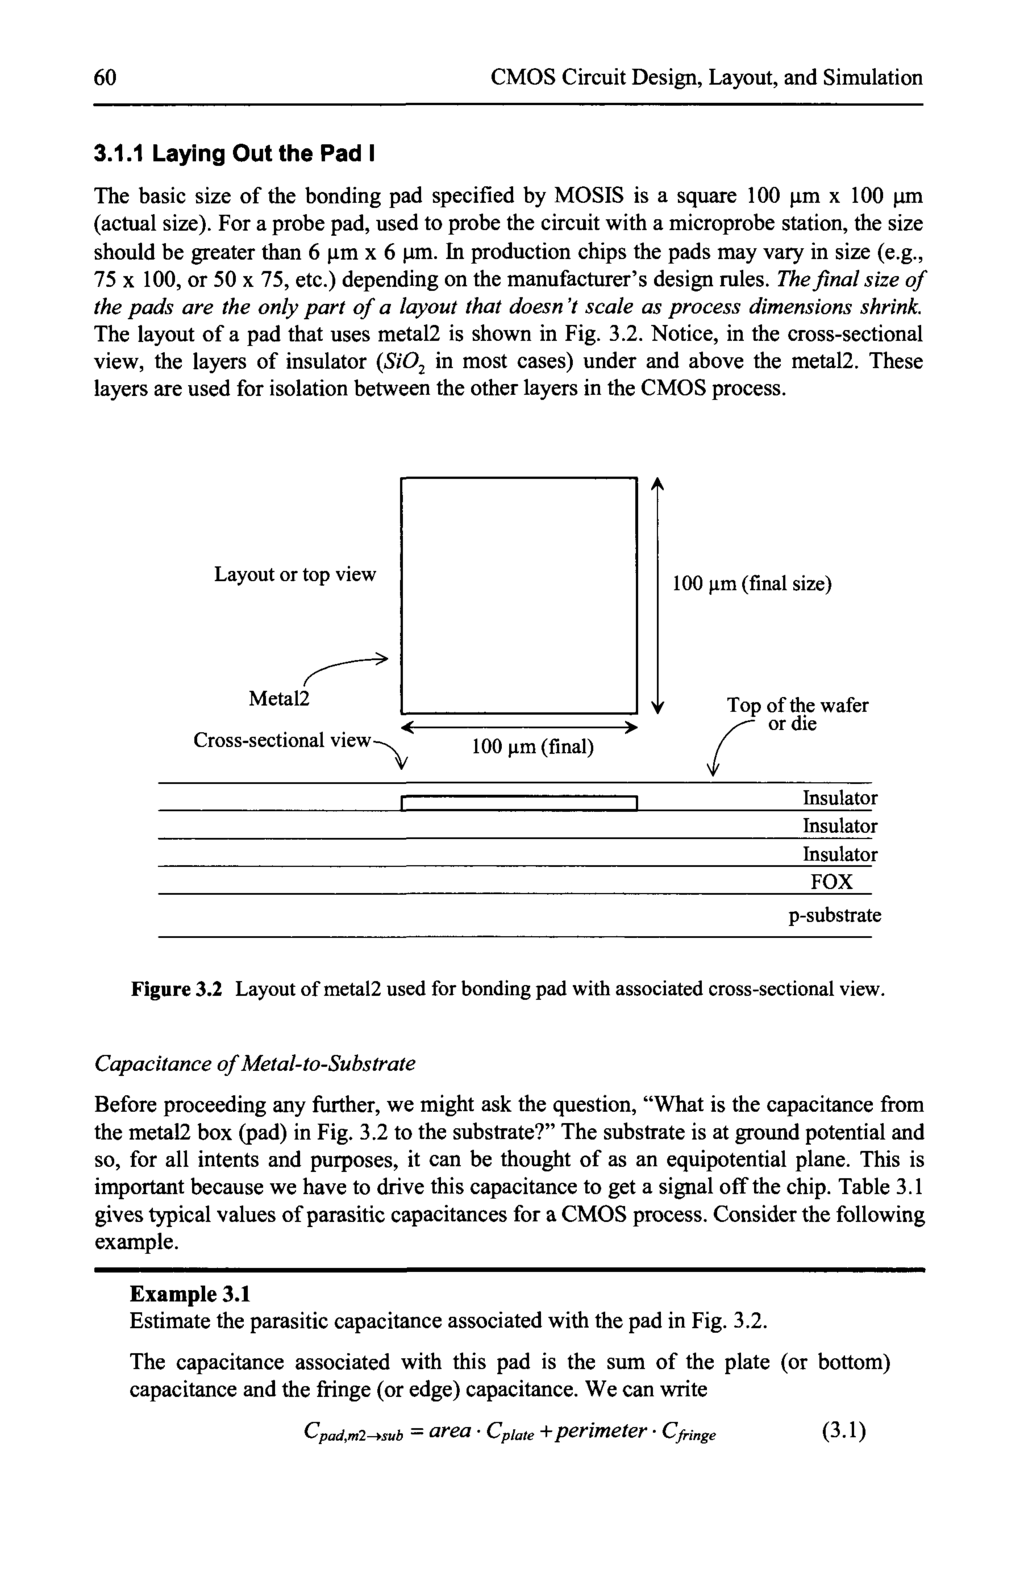 60 CMOS Circuit Design, Layout, and Simulation
3.1.1 Laying Out the Pad I
The basic size of the bonding pad specified by MOSIS is a square 100 µm x 100 µm
(actual size). For a probe pad, used to probe the circuit with a microprobe station, the size
should be greater than 6 µm x 6 µm. In production chips the pads may vary in size (e.g.,
75 x 100, or 50 x 75, etc.) depending on the manufacturer's design rules. The final size of
the pads are the only part of a layout that doesn't scale as process dimensions shrink.
The layout of a pad that uses metal2 is shown in Fig. 3.2. Notice, in the cross-sectional
view, the layers of insulator (SiO₂ in most cases) under and above the metal2. These
layers are used for isolation between the other layers in the CMOS process.
Layout or top view
100 µm (final size)
Metal2
Top of the wafer
or die
Cross-sectional view
100 µm (final)
Insulator
Insulator
Insulator
FOX
p-substrate
Figure 3.2 Layout of metal2 used for bonding pad with associated cross-sectional view.
Capacitance of Metal-to-Substrate
Before proceeding any further, we might ask the question, “What is the capacitance from
the metal2 box (pad) in Fig. 3.2 to the substrate?” The substrate is at ground potential and
so, for all intents and purposes, it can be thought of as an equipotential plane. This is
important because we have to drive this capacitance to get a signal off the chip. Table 3.1
gives typical values of parasitic capacitances for a CMOS process. Consider the following
example.
Example 3.1
Estimate the parasitic capacitance associated with the pad in Fig. 3.2.
The capacitance associated with this pad is the sum of the plate (or bottom)
capacitance and the fringe (or edge) capacitance. We can write
C_pad,m2→sub = area · C_plate + perimeter · C_fringe (3.1)